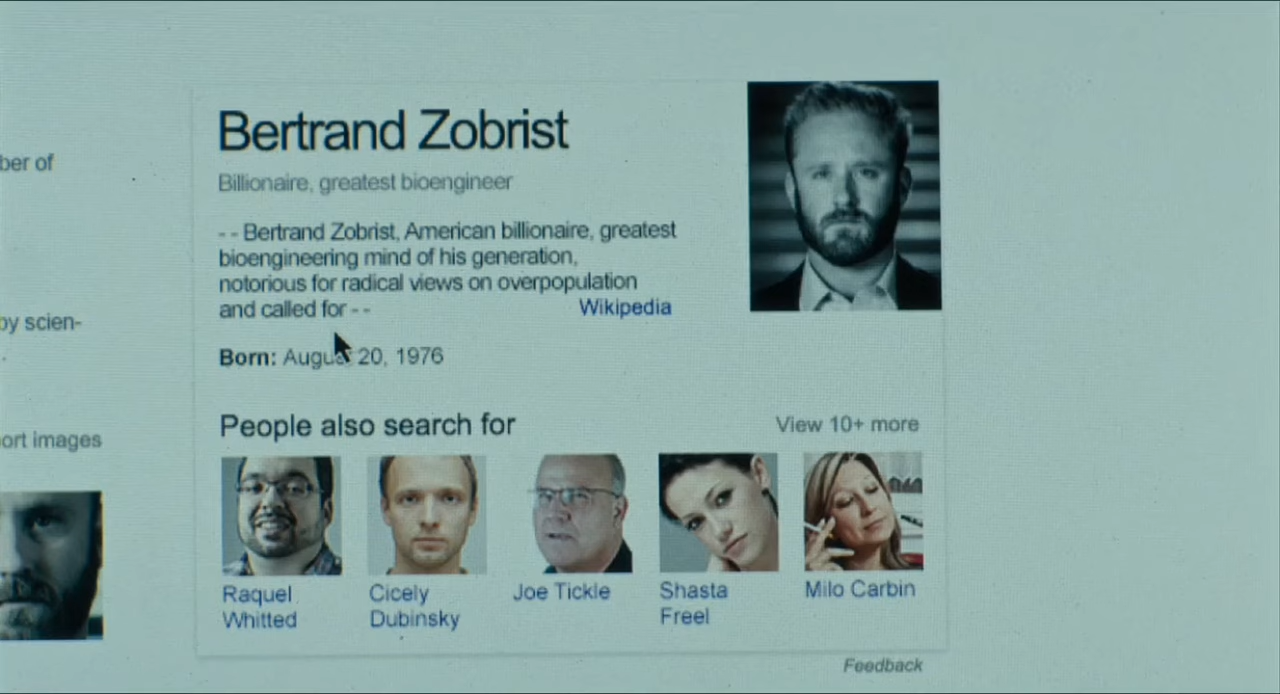 ber of
by scien-
ort images
Bertrand Zobrist
Billionaire, greatest bioengineer
- - Bertrand Zobrist, American billionaire, greatest
bioengineering mind of his generation,
notorious for radical views on overpopulation
and called for - -
Wikipedia
Born: August 20, 1976
People also search for
View 10+ more
Raquel
Whitted
Cicely
Dubinsky
Joe Tickle
Shasta
Freel
Milo Carbin
Feedback